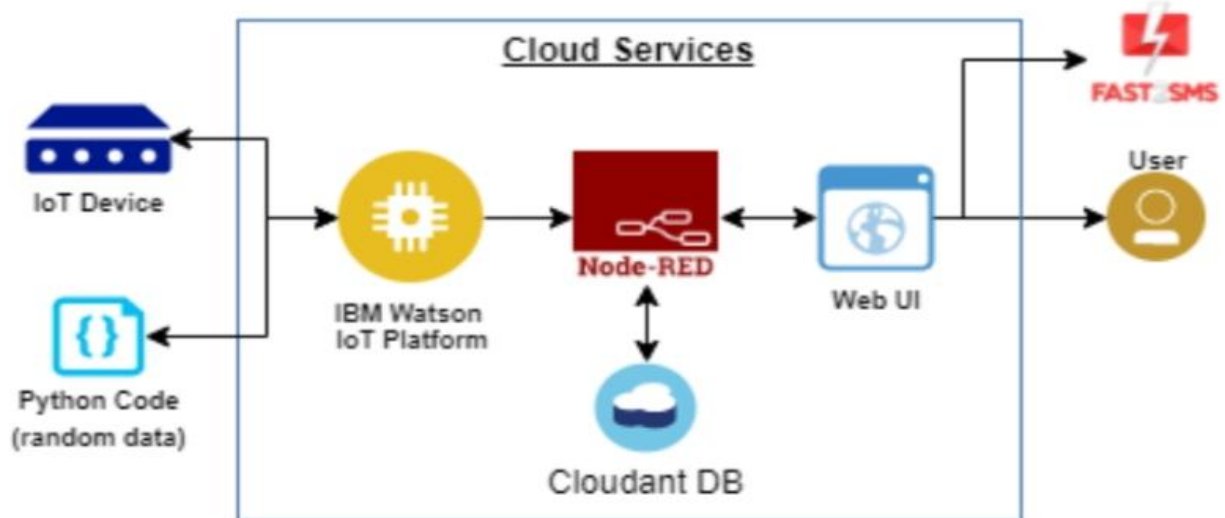 Cloud Services
FAST2SMS
IoT Device
User
Node-RED
IBM Watson
IoT Platform
Web UI
Python Code
(random data)
{}
Cloudant DB